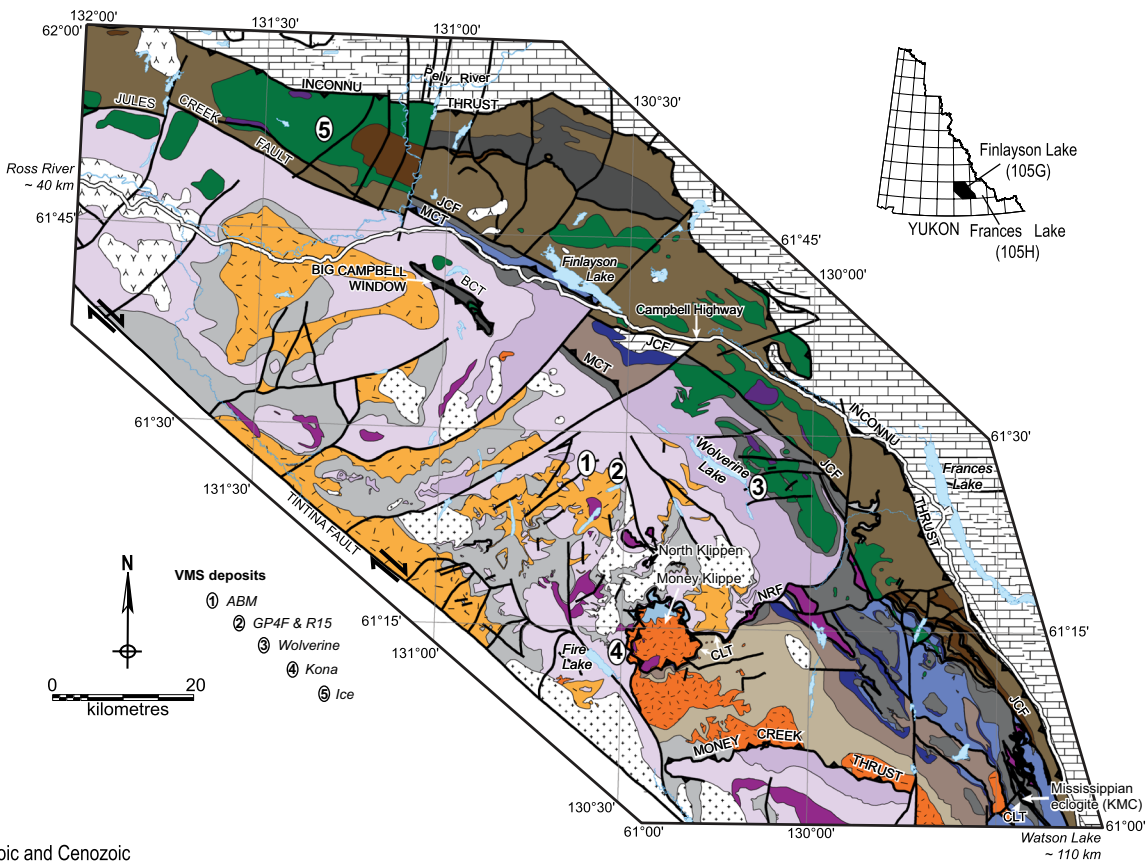 132°00'
131°30'
131°00'
62°00'
Pelly River
INCONNU
THRUST
130°30'
JULES
CREEK
FAULT
5
Finlayson Lake
(105G)
YUKON
Frances Lake
(105H)
Ross River
~ 40 km
JCF
MCT
61°45'
61°45'
130°00'
BIG CAMPBELL
WINDOW
BCT
Finlayson
Lake
Campbell Highway
JCF
MCT
INCONNU
THRUST
61°30'
61°30'
Wolverine
Lake
JCF
Frances
Lake
1
2
3
131°30'
TINTINA FAULT
North Klippen
Money Klippe
NRF
N
VMS deposits
1 ABM
2 GP4F & R15
3 Wolverine
4 Kona
5 Ice
61°15'
61°15'
131°00'
4
Fire
Lake
CLT
0 20
kilometres
JCF
MONEY CREEK
THRUST
Mississippian
eclogite (KMC)
CLT
130°30'
61°00'
130°00'
61°00'
Watson Lake
~ 110 km
oic and Cenozoic